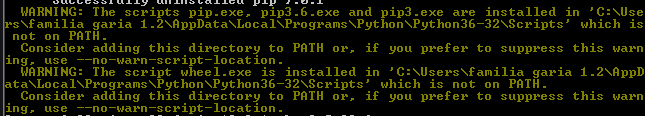 Successfully uninstalled pip
WARNING: The scripts pip.exe, pip3.6.exe and pip3.exe are installed in 'C:\Use
rs\familia garia 1.2\AppData\Local\Programs\Python\Python36-32\Scripts' which is
not on PATH.
Consider adding this directory to PATH or, if you prefer to suppress this warn
ing, use --no-warn-script-location.
WARNING: The script wheel.exe is installed in 'C:\Users\familia garia 1.2\AppD
ata\Local\Programs\Python\Python36-32\Scripts' which is not on PATH.
Consider adding this directory to PATH or, if you prefer to suppress this warn
ing, use --no-warn-script-location.